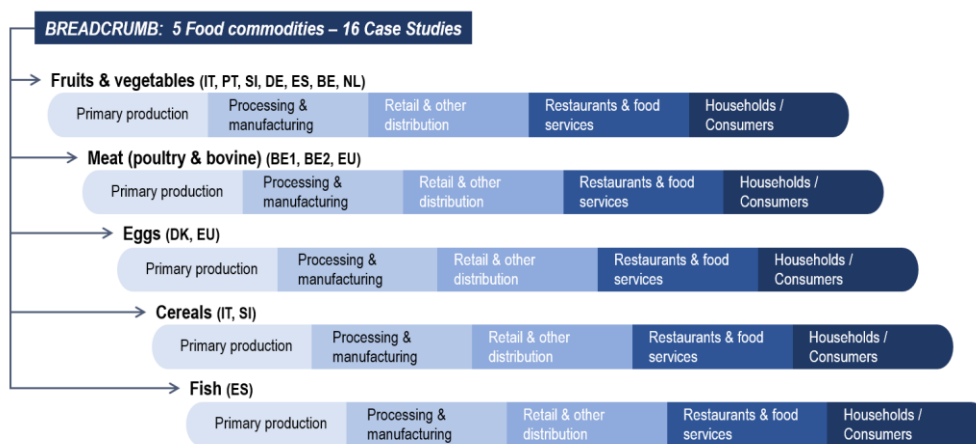 BREADCRUMB: 5 Food commodities – 16 Case Studies
Fruits & vegetables (IT, PT, SI, DE, ES, BE, NL)
Primary production
Processing & manufacturing
Retail & other distribution
Restaurants & food services
Households / Consumers
Meat (poultry & bovine) (BE1, BE2, EU)
Primary production
Processing & manufacturing
Retail & other distribution
Restaurants & food services
Households / Consumers
Eggs (DK, EU)
Primary production
Processing & manufacturing
Retail & other distribution
Restaurants & food services
Households / Consumers
Cereals (IT, SI)
Primary production
Processing & manufacturing
Retail & other distribution
Restaurants & food services
Households / Consumers
Fish (ES)
Primary production
Processing & manufacturing
Retail & other distribution
Restaurants & food services
Households / Consumers